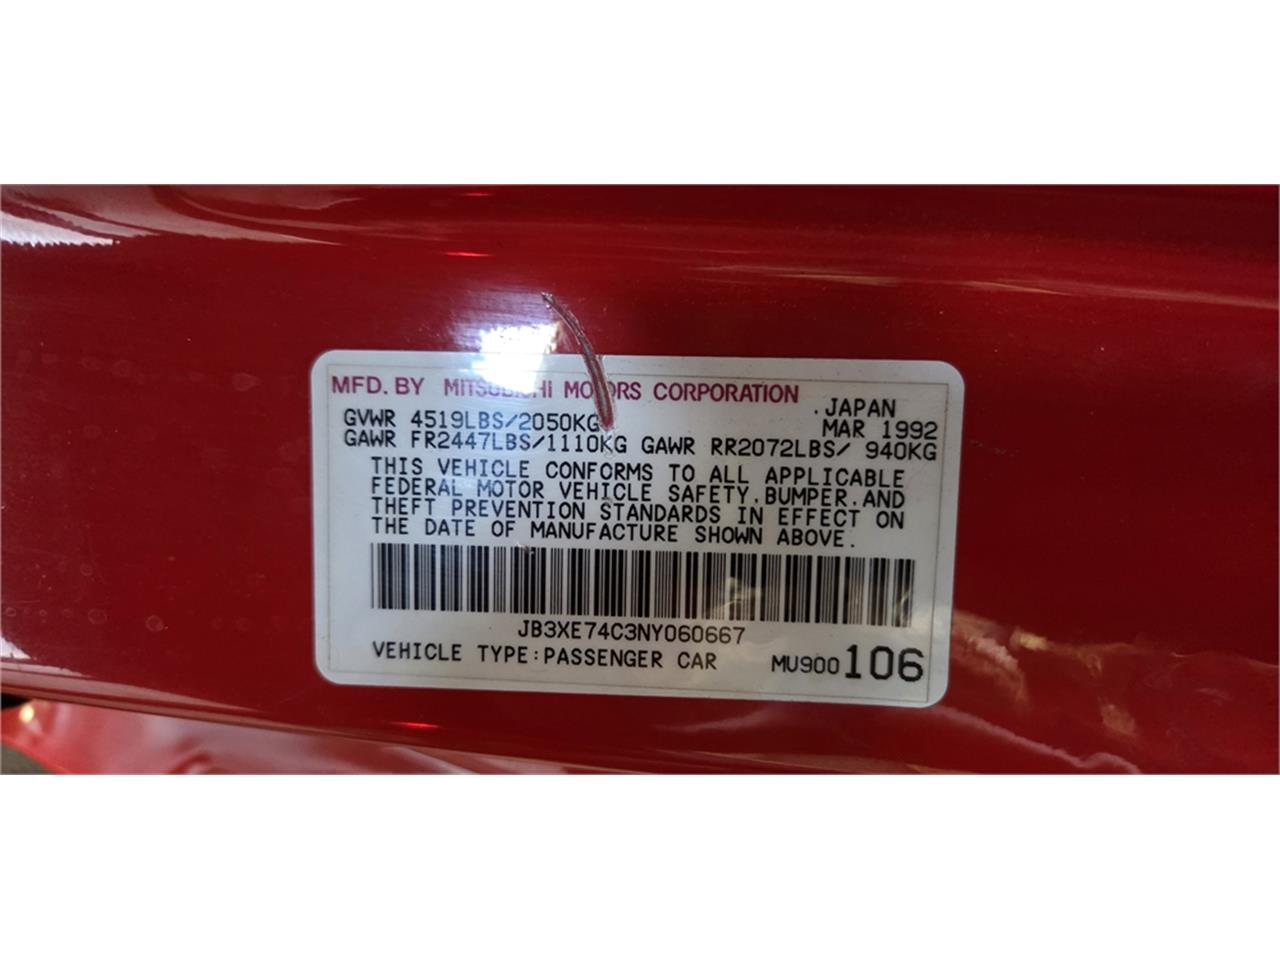 MFD. BY MITSUBISHI MOTORS CORPORATION
.JAPAN
GVWR 4519LBS/2050KG MAR 1992
GAWR FR2447LBS/1110KG GAWR RR2072LBS/ 940KG
THIS VEHICLE CONFORMS TO ALL APPLICABLE
FEDERAL MOTOR VEHICLE SAFETY,BUMPER,AND
THEFT PREVENTION STANDARDS IN EFFECT ON
THE DATE OF MANUFACTURE SHOWN ABOVE.
JB3XE74C3NY060667
VEHICLE TYPE:PASSENGER CAR MU900106